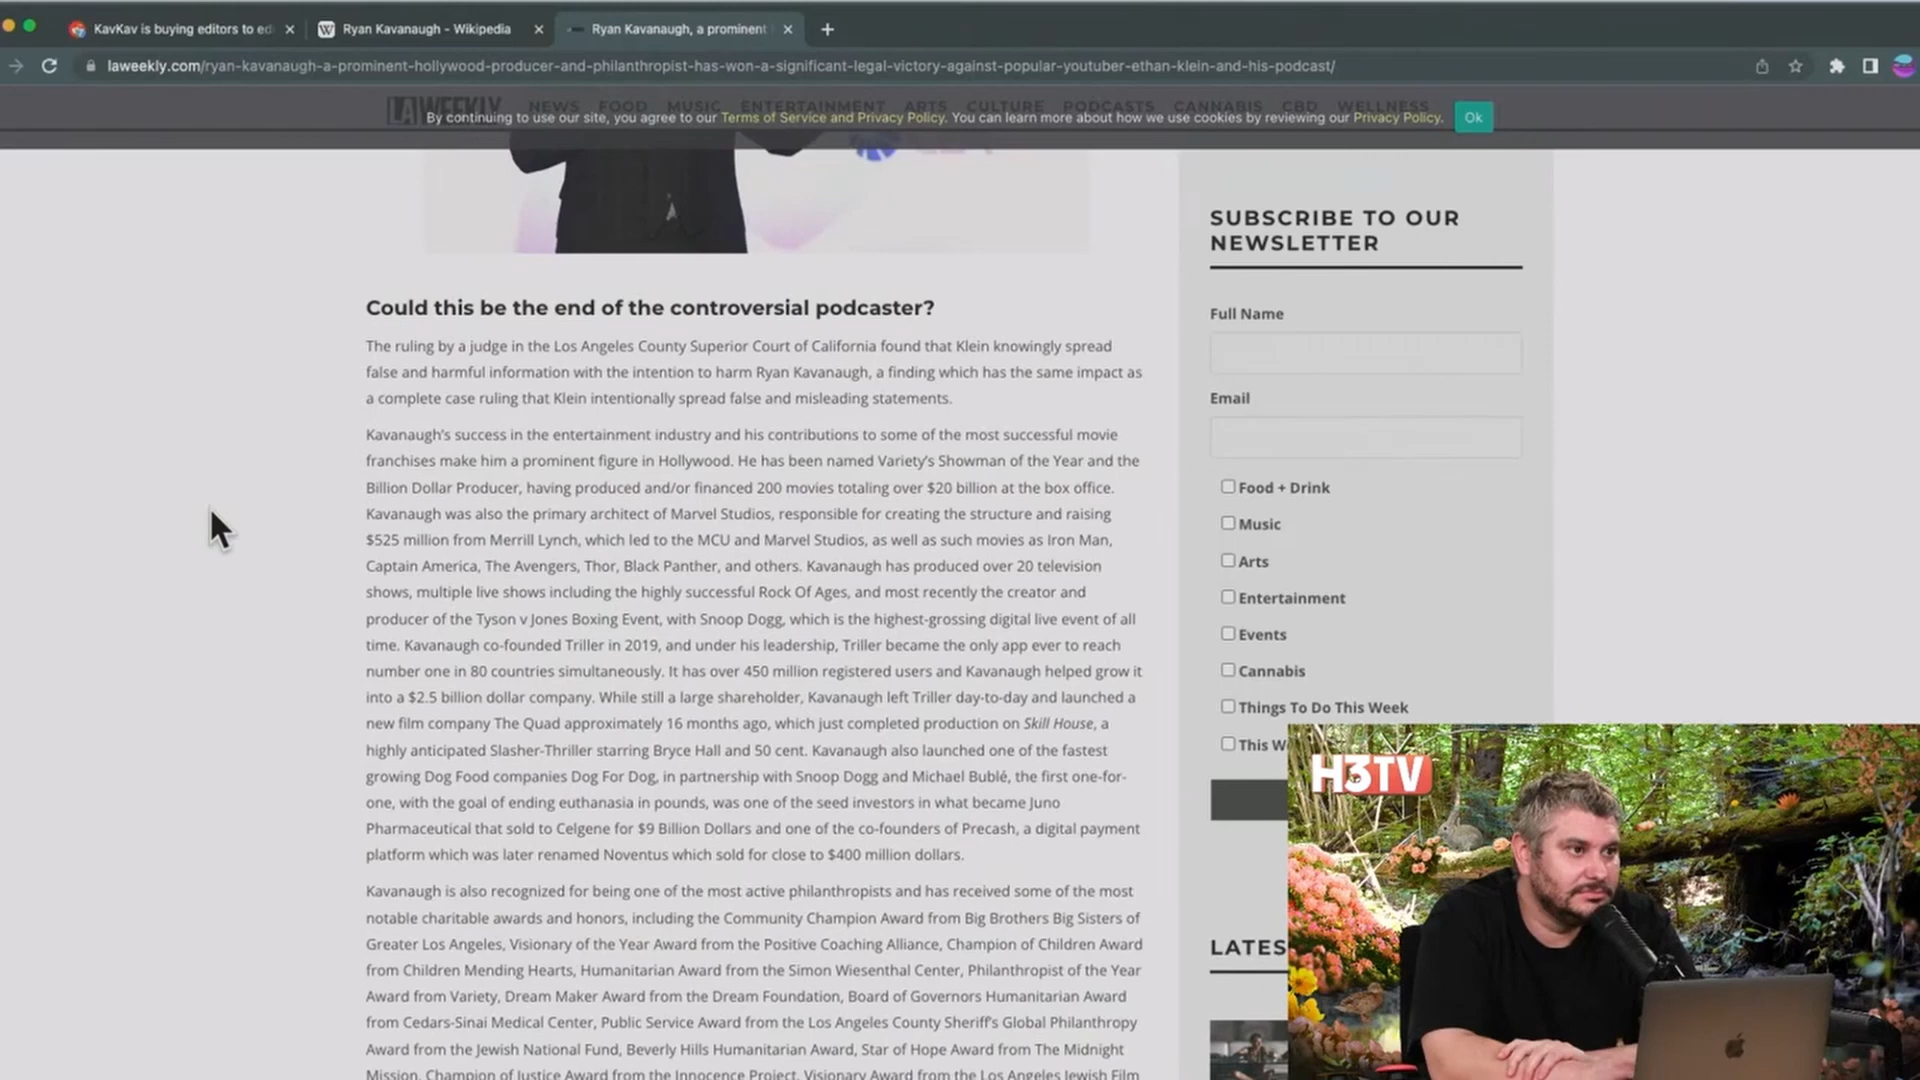 KavKav is buying editors to ed
Ryan Kavanaugh - Wikipedia
Ryan Kavanaugh, a prominent
laweekly.com/ryan-kavanaugh-a-prominent-hollywood-producer-and-philanthropist-has-won-a-significant-legal-victory-against-popular-youtuber-ethan-klein-and-his-podcast/
LA WEEKLY NEWS FOOD MUSIC ENTERTAINMENT ARTS CULTURE PODCASTS CANNABIS CBD WELLNESS
By continuing to use our site, you agree to our Terms of Service and Privacy Policy. You can learn more about how we use cookies by reviewing our Privacy Policy. Ok
Could this be the end of the controversial podcaster?
The ruling by a judge in the Los Angeles County Superior Court of California found that Klein knowingly spread
false and harmful information with the intention to harm Ryan Kavanaugh, a finding which has the same impact as
a complete case ruling that Klein intentionally spread false and misleading statements.
Kavanaugh's success in the entertainment industry and his contributions to some of the most successful movie
franchises make him a prominent figure in Hollywood. He has been named Variety's Showman of the Year and the
Billion Dollar Producer, having produced and/or financed 200 movies totaling over $20 billion at the box office.
Kavanaugh was also the primary architect of Marvel Studios, responsible for creating the structure and raising
$525 million from Merrill Lynch, which led to the MCU and Marvel Studios, as well as such movies as Iron Man,
Captain America, The Avengers, Thor, Black Panther, and others. Kavanaugh has produced over 20 television
shows, multiple live shows including the highly successful Rock Of Ages, and most recently the creator and
producer of the Tyson v Jones Boxing Event, with Snoop Dogg, which is the highest-grossing digital live event of all
time. Kavanaugh co-founded Triller in 2019, and under his leadership, Triller became the only app ever to reach
number one in 80 countries simultaneously. It has over 450 million registered users and Kavanaugh helped grow it
into a $2.5 billion dollar company. While still a large shareholder, Kavanaugh left Triller day-to-day and launched a
new film company The Quad approximately 16 months ago, which just completed production on Skill House, a
highly anticipated Slasher-Thriller starring Bryce Hall and 50 cent. Kavanaugh also launched one of the fastest
growing Dog Food companies Dog For Dog, in partnership with Snoop Dogg and Michael Bublé, the first one-for-
one, with the goal of ending euthanasia in pounds, was one of the seed investors in what became Juno
Pharmaceutical that sold to Celgene for $9 Billion Dollars and one of the co-founders of Precash, a digital payment
platform which was later renamed Noventus which sold for close to $400 million dollars.
Kavanaugh is also recognized for being one of the most active philanthropists and has received some of the most
notable charitable awards and honors, including the Community Champion Award from Big Brothers Big Sisters of
Greater Los Angeles, Visionary of the Year Award from the Positive Coaching Alliance, Champion of Children Award
from Children Mending Hearts, Humanitarian Award from the Simon Wiesenthal Center, Philanthropist of the Year
Award from Variety, Dream Maker Award from the Dream Foundation, Board of Governors Humanitarian Award
from Cedars-Sinai Medical Center, Public Service Award from the Los Angeles County Sheriff's Global Philanthropy
Award from the Jewish National Fund, Beverly Hills Humanitarian Award, Star of Hope Award from The Midnight
Mission, Champion of Justice Award from the Innocence Project, Visionary Award from the Los Angeles Jewish Film
SUBSCRIBE TO OUR
NEWSLETTER
Full Name
Email
Food + Drink
Music
Arts
Entertainment
Events
Cannabis
Things To Do This Week
This W
LATES
H3TV